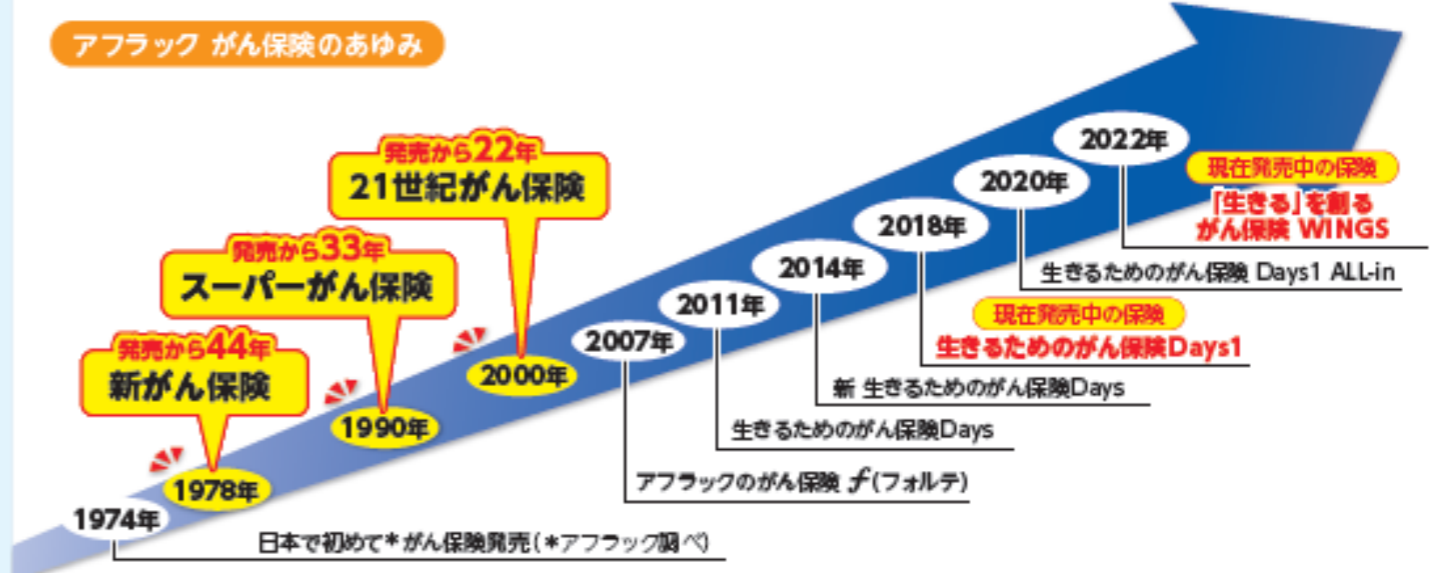 アフラック がん保険のあゆみ
発売から44年
新がん保険
発売から33年
スーパーがん保険
発売から22年
21世紀がん保険
1974年
日本で初めて*がん保険発売(*アフラック調べ)
1978年
1990年
2000年
2007年
アフラックのがん保険 f(フォルテ)
2011年
生きるためのがん保険Days
2014年
新 生きるためのがん保険Days
2018年
現在発売中の保険
生きるためのがん保険Days1
2020年
生きるためのがん保険 Days1 ALL-in
2022年
現在発売中の保険
「生きる」を創る
がん保険 WINGS